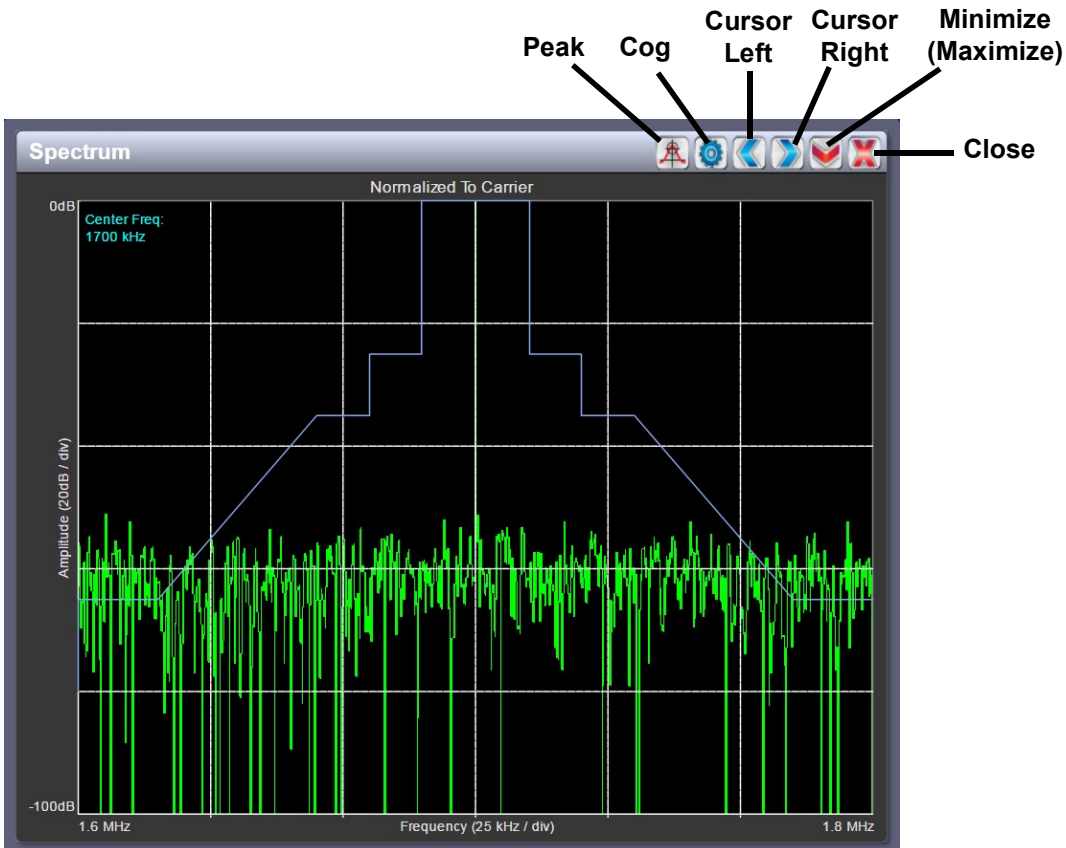 Peak
Cog
Cursor
Left
Cursor
Right
Minimize
(Maximize)
Close
Spectrum
Normalized To Carrier
0dB
Center Freq:
1700 kHz
Amplitude (20dB / div)
-100dB
1.6 MHz
Frequency (25 kHz / div)
1.8 MHz